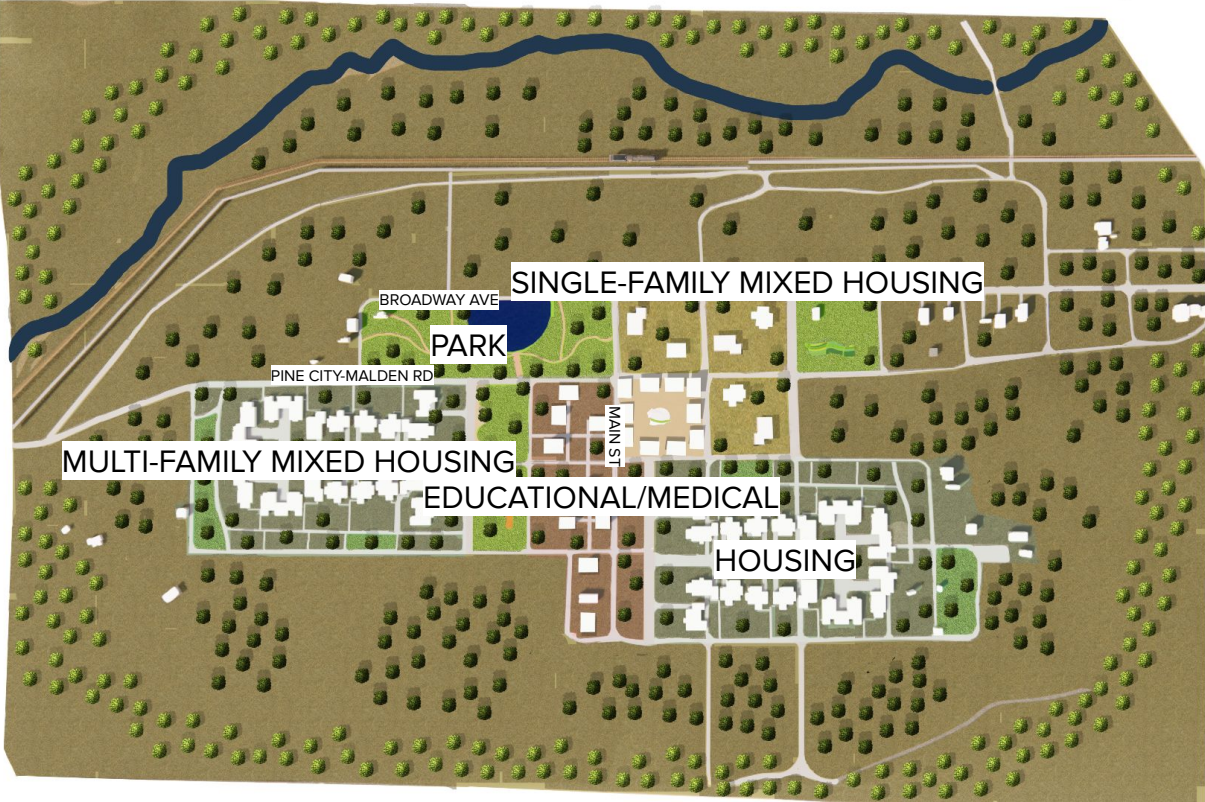 SINGLE-FAMILY MIXED HOUSING
BROADWAY AVE
PARK
PINE CITY-MALDEN RD
MAIN ST
MULTI-FAMILY MIXED HOUSING
EDUCATIONAL/MEDICAL
HOUSING